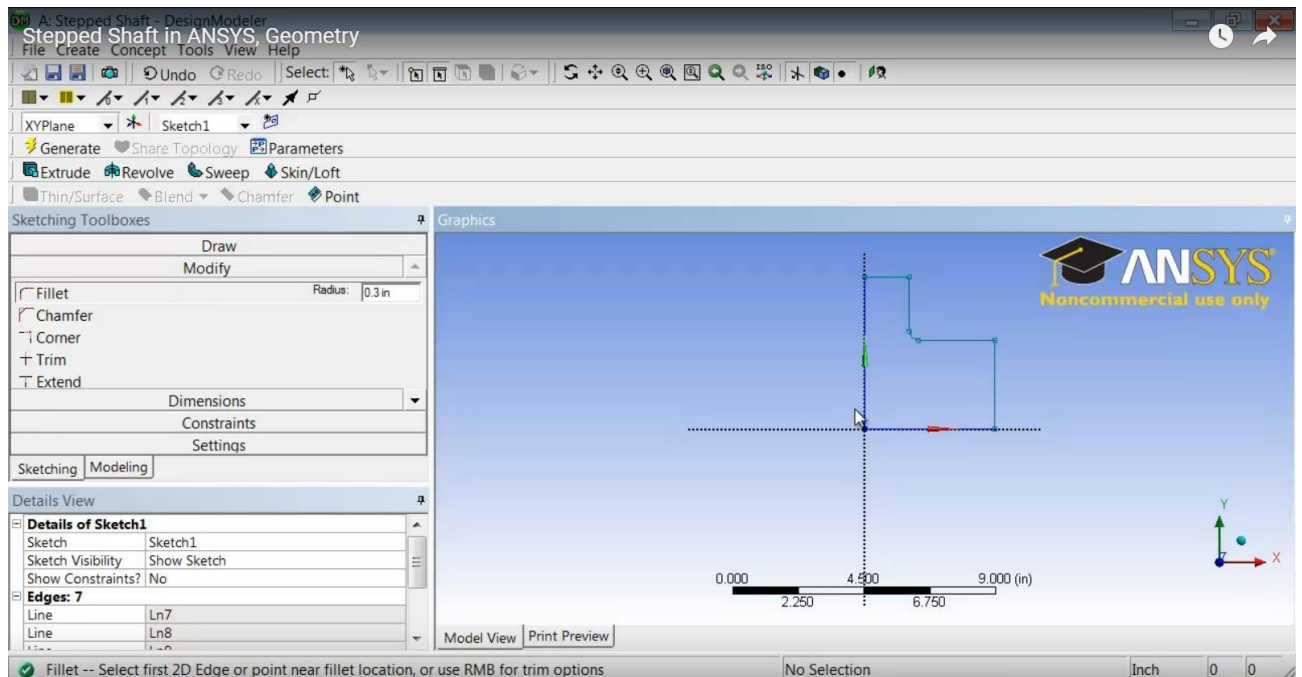 A: Stepped Shaft - DesignModeler
Stepped Shaft in ANSYS, Geometry
File Create Concept Tools View Help
Undo Redo Select:
XYPlane Sketch1
Generate Share Topology Parameters
Extrude Revolve Sweep Skin/Loft
Thin/Surface Blend Chamfer Point
Sketching Toolboxes
Draw
Modify
Fillet Radius: 0.3 in
Chamfer
Corner
Trim
Extend
Dimensions
Constraints
Settings
Sketching Modeling
Details View
Details of Sketch1
Sketch Sketch1
Sketch Visibility Show Sketch
Show Constraints? No
Edges: 7
Line Ln7
Line Ln8
Graphics
ANSYS
Noncommercial use only
Y
X
0.000 4.500 9.000 (in)
2.250 6.750
Model View Print Preview
Fillet -- Select first 2D Edge or point near fillet location, or use RMB for trim options No Selection Inch 0 0